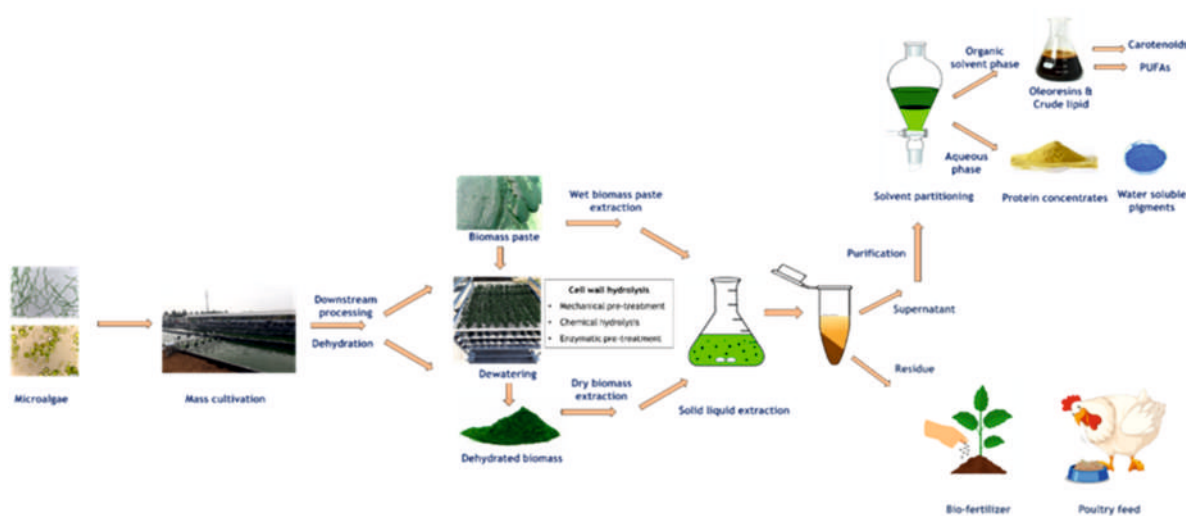 Microalgae
Mass cultivation
Downstream
processing
Dehydration
Biomass paste
Wet biomass paste
extraction
Cell wall hydrolysis
• Mechanical pre-treatment
• Chemical hydrolysis
• Enzymatic pre-treatment
Dewatering
Dry biomass
extraction
Dehydrated biomass
Solid liquid extraction
Supernatant
Purification
Residue
Solvent partitioning
Organic
solvent phase
Oleoresins &
Crude lipid
Carotenoids
PUFAs
Aqueous
phase
Protein concentrates
Water soluble
pigments
Bio-fertilizer
Poultry feed